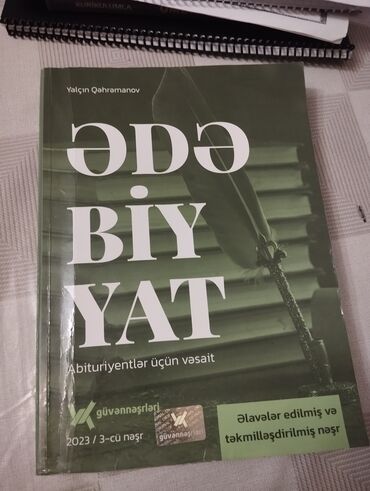 Yalçın Qəhrəmanov
ƏDƏ
BİY
YAT
Abituriyentlər üçün vəsait
güvənnəşrləri
2023 / 3-cü nəşr
güvənnəşrləri
Əlavələr edilmiş və
təkmilləşdirilmiş nəşr